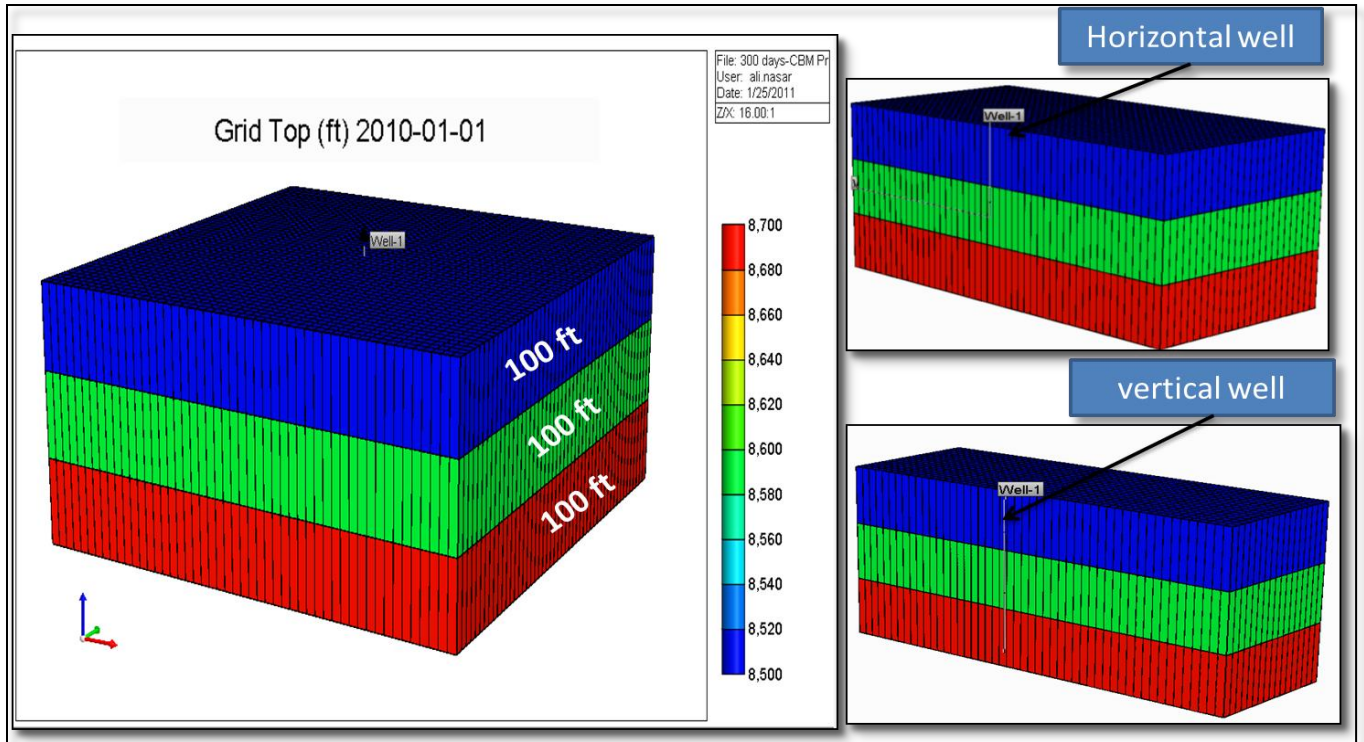 Horizontal well
File: 300 days-CBM Pr
User: ali.nasar
Date: 1/25/2011
Z/X: 16.00:1
Grid Top (ft) 2010-01-01
Well-1
100 ft
100 ft
100 ft
8,700
8,680
8,660
8,640
8,620
8,600
8,580
8,560
8,540
8,520
8,500
Well-1
vertical well
Well-1